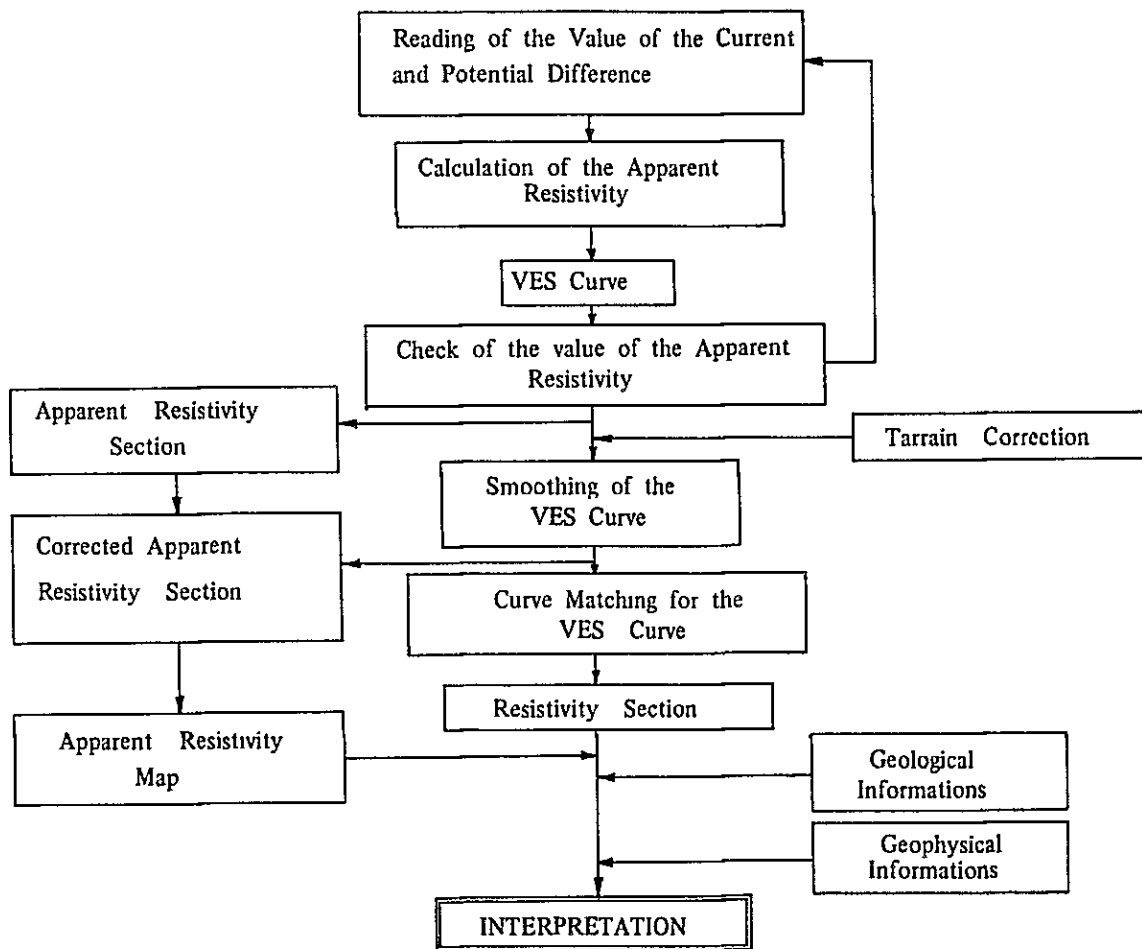 Reading of the Value of the Current
and Potential Difference
Calculation of the Apparent
Resistivity
VES Curve
Check of the value of the Apparent
Resistivity
Apparent Resistivity
Section
Tarrain Correction
Smoothing of the
VES Curve
Corrected Apparent
Resistivity Section
Curve Matching for the
VES Curve
Resistivity Section
Apparent Resistivity
Map
Geological
Informations
Geophysical
Informations
INTERPRETATION